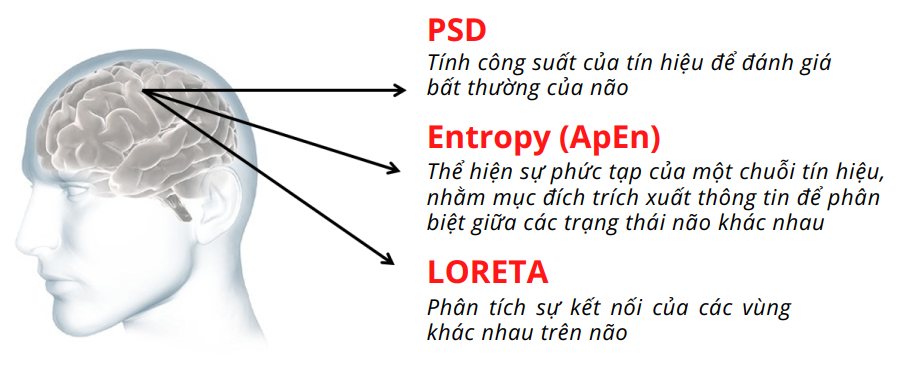 PSD
Tính công suất của tín hiệu để đánh giá
bất thường của não
Entropy (ApEn)
Thể hiện sự phức tạp của một chuỗi tín hiệu,
nhằm mục đích trích xuất thông tin để phân
biệt giữa các trạng thái não khác nhau
LORETA
Phân tích sự kết nối của các vùng
khác nhau trên não